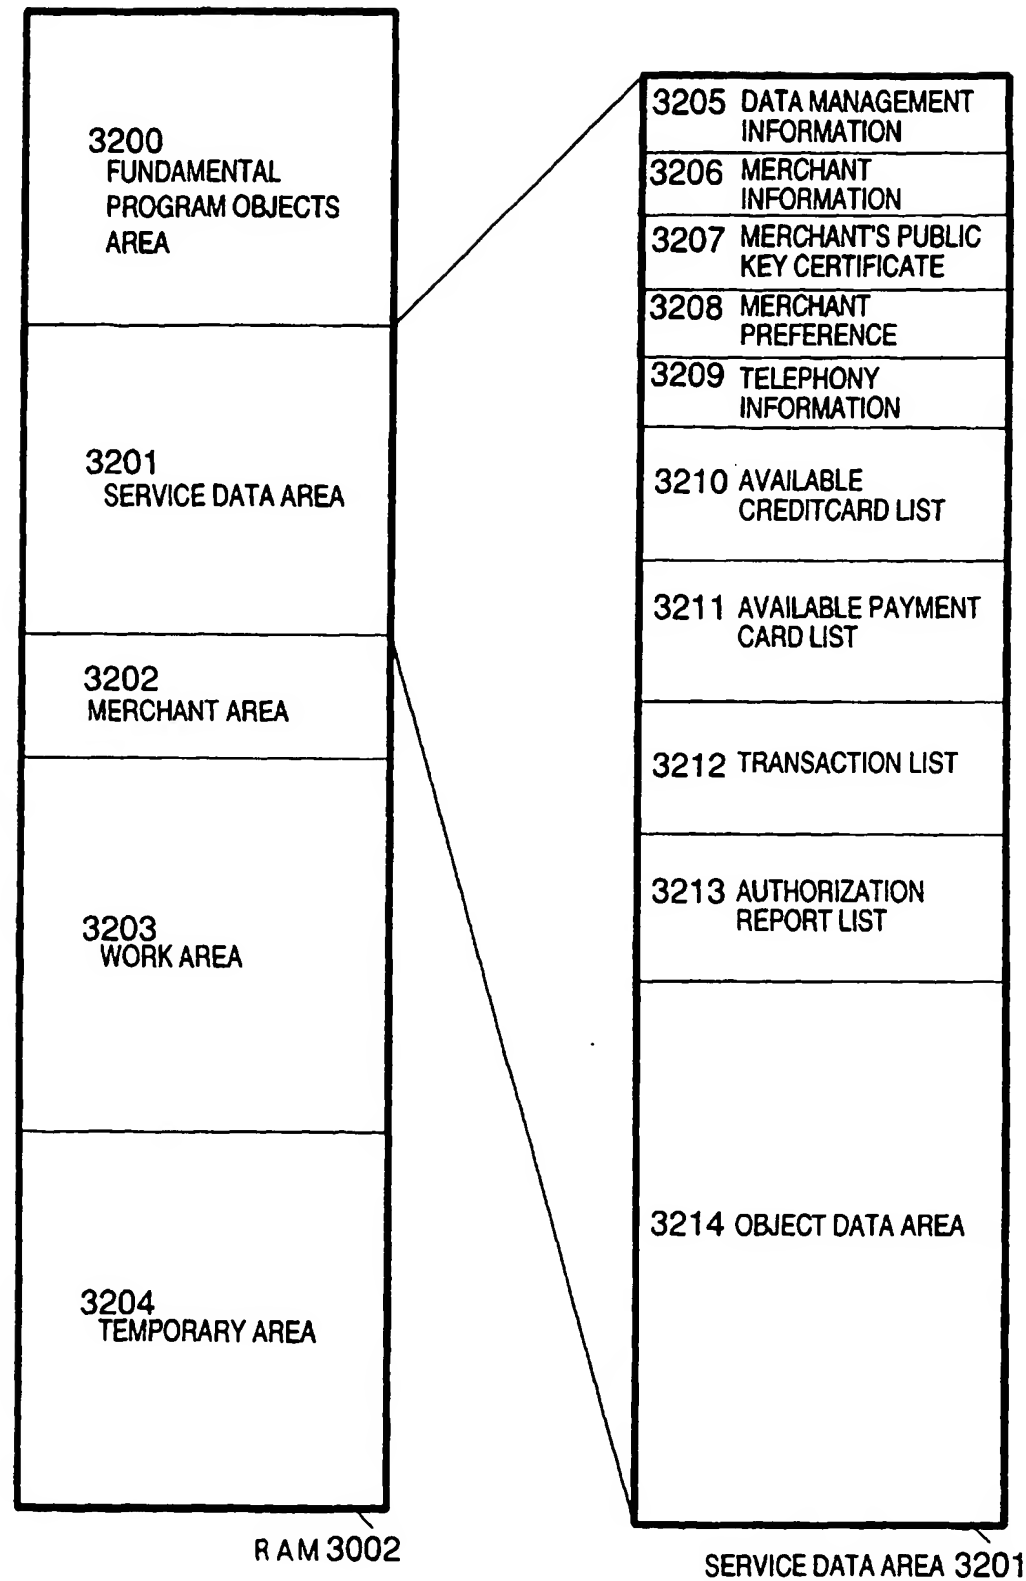 3200
FUNDAMENTAL
PROGRAM OBJECTS
AREA
3201
SERVICE DATA AREA
3202
MERCHANT AREA
3203
WORK AREA
3204
TEMPORARY AREA
RAM 3002
3205 DATA MANAGEMENT
INFORMATION
3206 MERCHANT
INFORMATION
3207 MERCHANT'S PUBLIC
KEY CERTIFICATE
3208 MERCHANT
PREFERENCE
3209 TELEPHONY
INFORMATION
3210 AVAILABLE
CREDITCARD LIST
3211 AVAILABLE PAYMENT
CARD LIST
3212 TRANSACTION LIST
3213 AUTHORIZATION
REPORT LIST
3214 OBJECT DATA AREA
SERVICE DATA AREA 3201